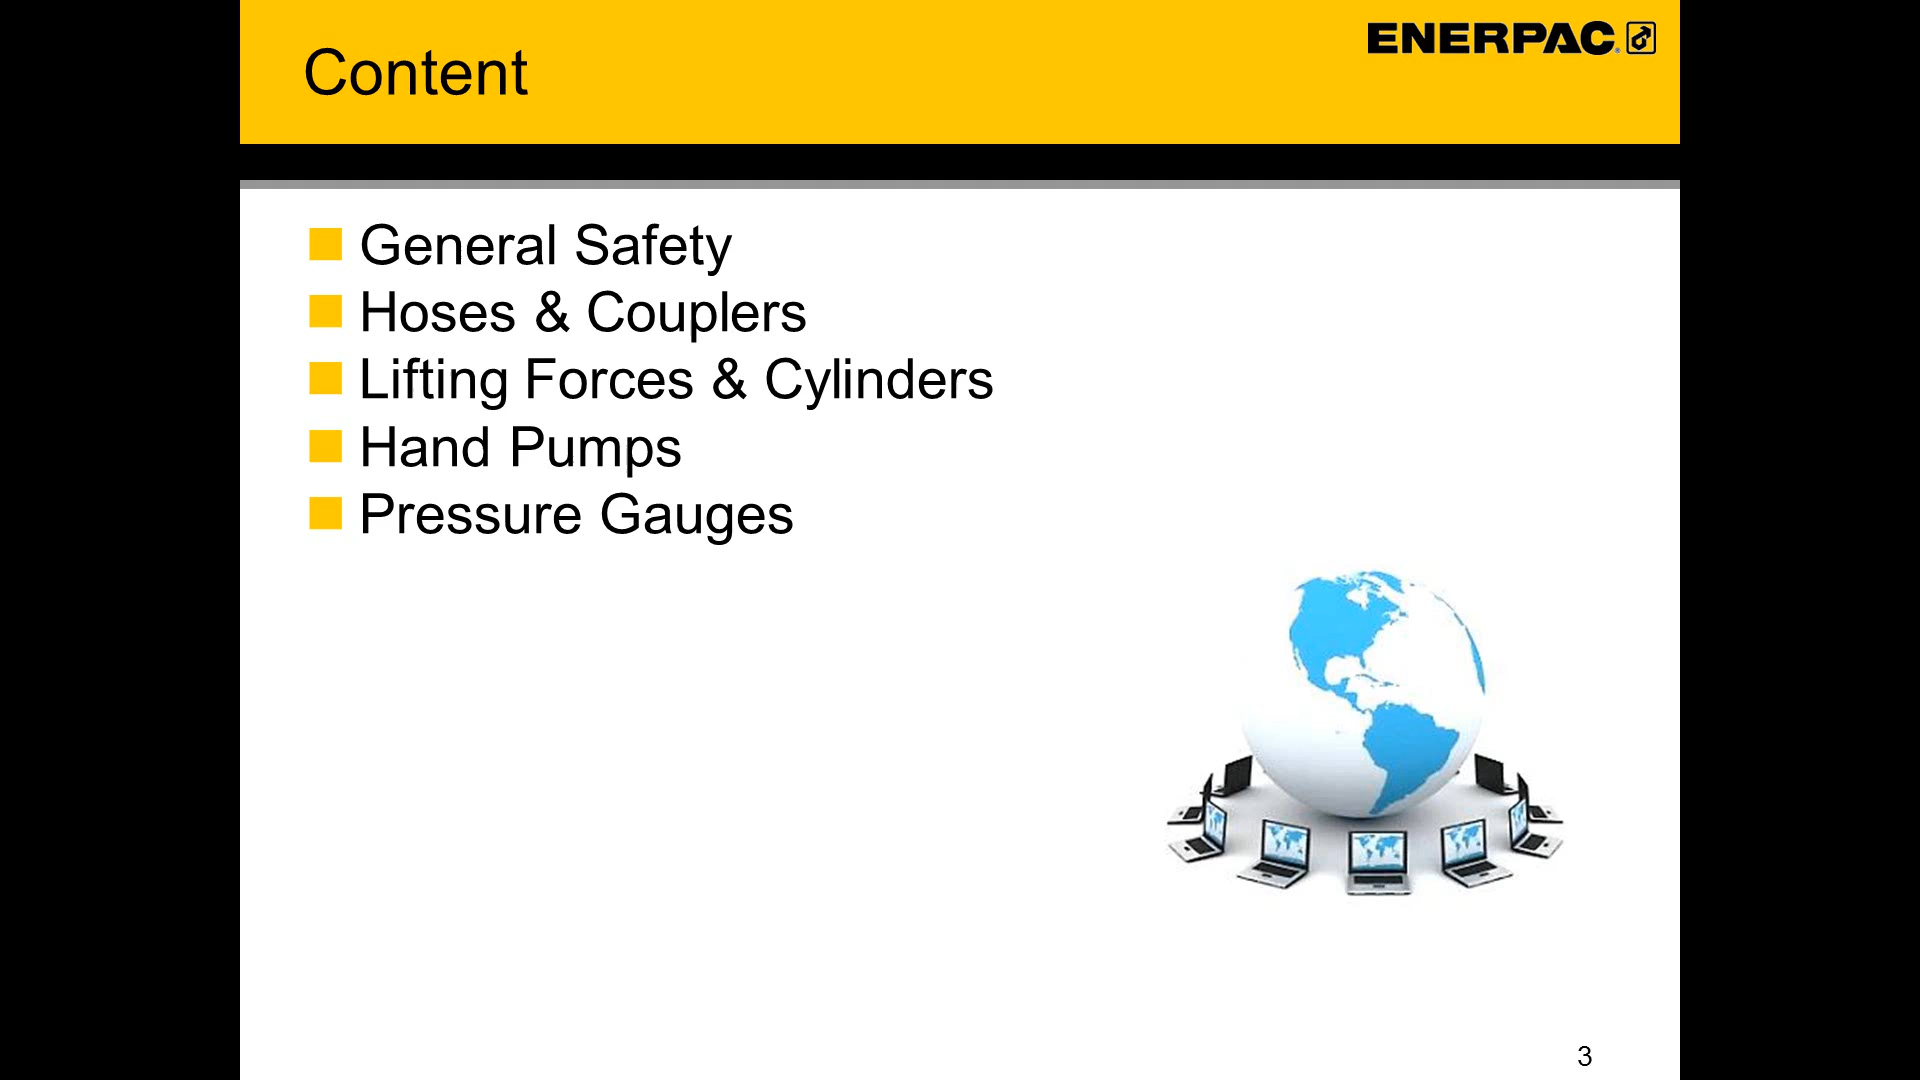 Content
ENERPAC
General Safety
Hoses & Couplers
Lifting Forces & Cylinders
Hand Pumps
Pressure Gauges
3